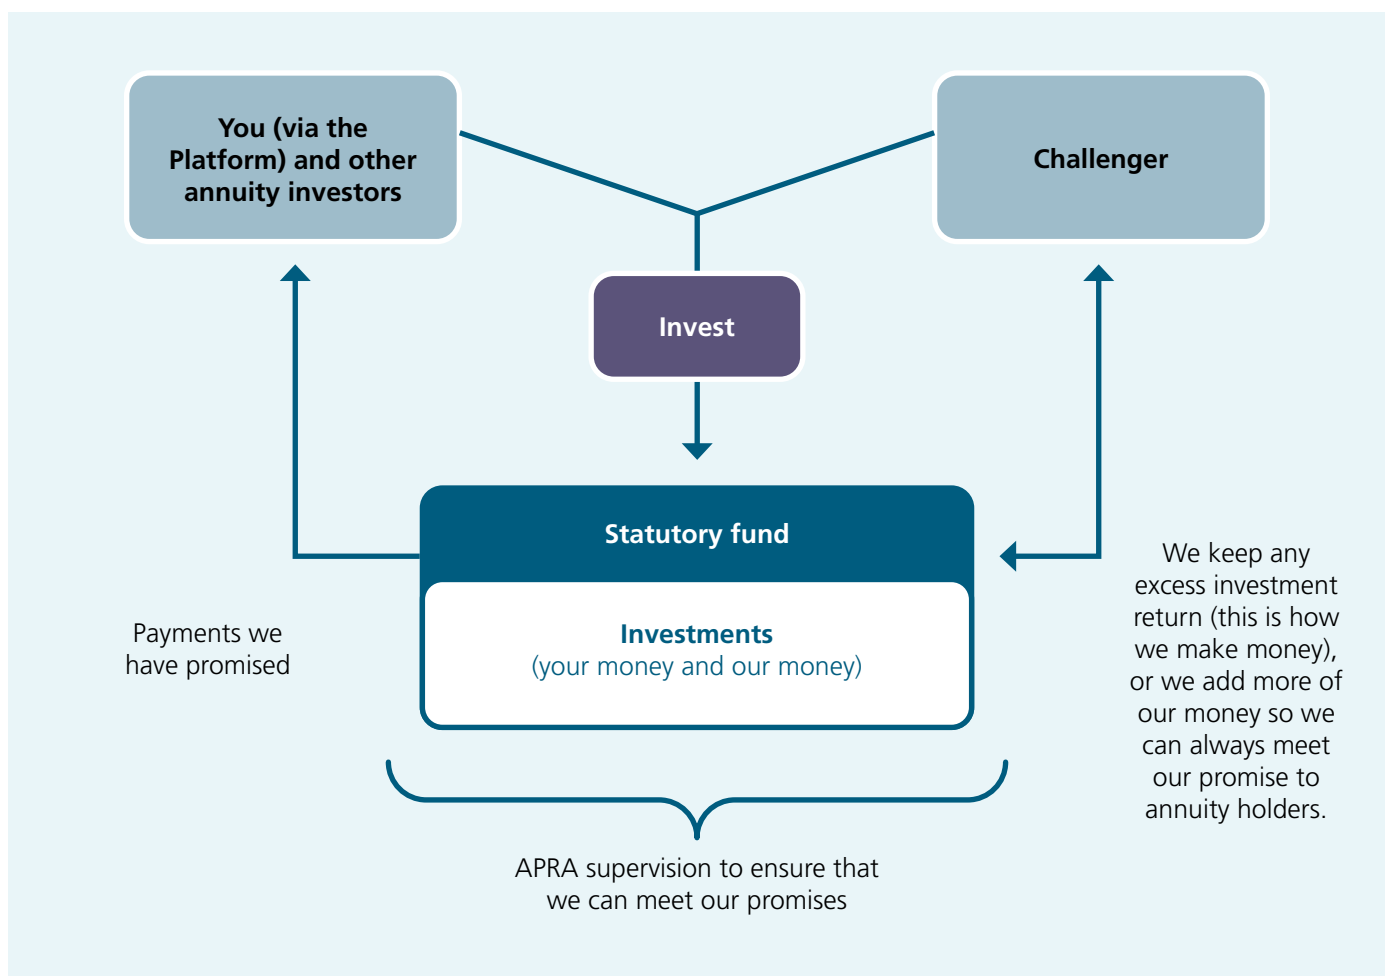 You (via the
Platform) and other
annuity investors
Challenger
Invest
Statutory fund
Investments
(your money and our money)
Payments we
have promised
We keep any
excess investment
return (this is how
we make money),
or we add more of
our money so we
can always meet
our promise to
annuity holders.
APRA supervision to ensure that
we can meet our promises